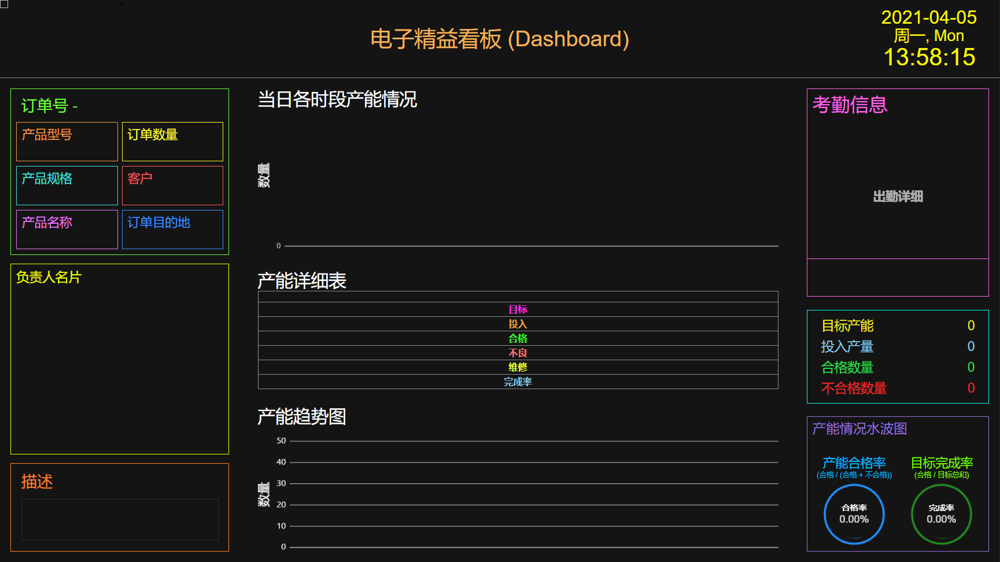 电子精益看板 (Dashboard)
2021-04-05
周一, Mon
13:58:15
订单号 -
产品型号
订单数量
产品规格
客户
产品名称
订单目的地
负责人名片
描述
当日各时段产能情况
数量
0
产能详细表
目标
投入
合格
不良
维修
完成率
产能趋势图
数量
50
40
30
20
10
0
考勤信息
出勤详细
目标产能 0
投入产量 0
合格数量 0
不合格数量 0
产能情况水波图
产能合格率
(合格 / (合格 + 不合格))
合格率
0.00%
目标完成率
(合格 / 目标总和)
完成率
0.00%